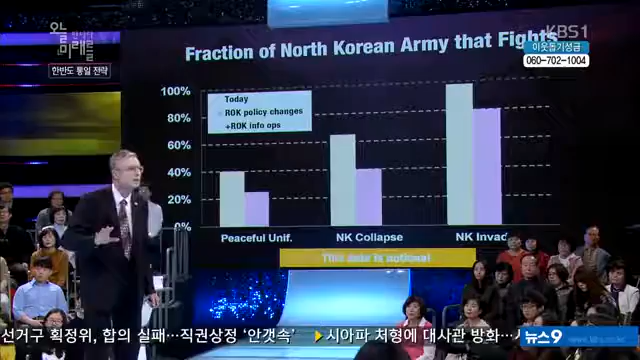 오늘
미래를
한반도 통일 전략
KBS1
이웃돕기성금
060-702-1004
Fraction of North Korean Army that Fights
100%
80%
60%
40%
20%
0%
Today
ROK policy changes
+ROK info ops
Peaceful Unif.
NK Collapse
NK Invad
This data is notional
선거구 획정위, 합의 실패…직권상정 ‘안갯속’ ▶ 시아파 처형에 대사관 방화…
뉴스9